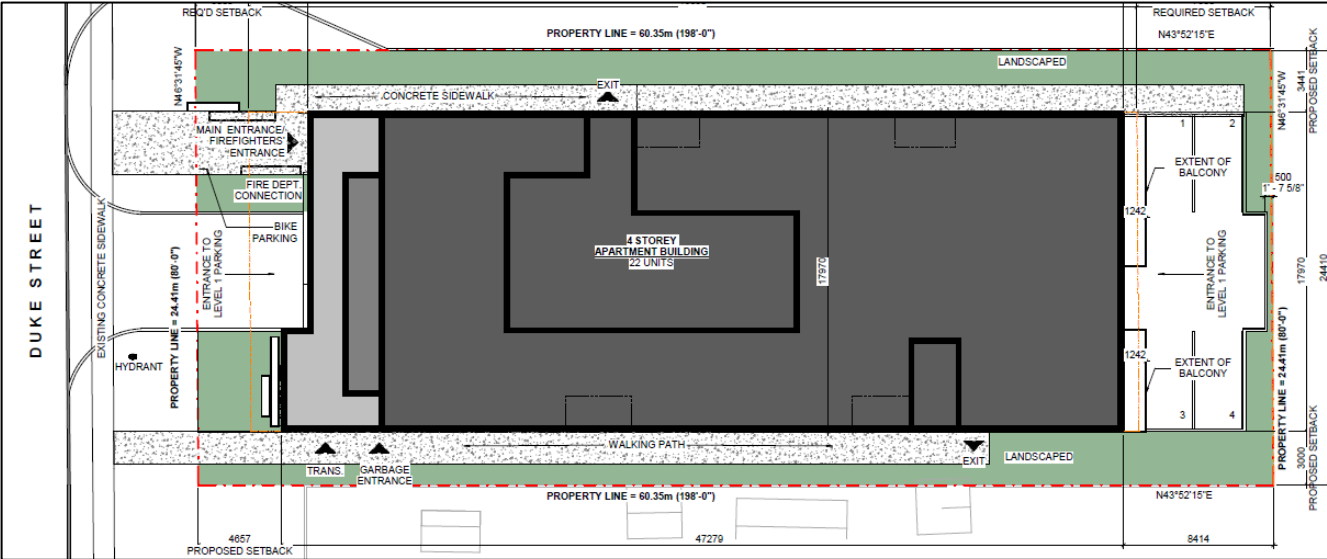 REQ'D SETBACK
REQUIRED SETBACK
PROPERTY LINE = 60.35m (198'-0")
N43°52'15"E
LANDSCAPED
N46°31'45"W
EXIT
CONCRETE SIDEWALK
3441
PROPOSED SETBACK
N46°31'45"W
MAIN ENTRANCE/
FIREFIGHTERS'
ENTRANCE
1
2
EXTENT OF
BALCONY
FIRE DEPT.
CONNECTION
500
1' - 7 5/8"
BIKE
PARKING
1242
DUKE STREET
EXISTING CONCRETE SIDEWALK
PROPERTY LINE = 24.41m (80'-0")
ENTRANCE TO
LEVEL 1 PARKING
4 STOREY
APARTMENT BUILDING
22 UNITS
17970
ENTRANCE TO
LEVEL 1 PARKING
17970
24410
HYDRANT
1242
EXTENT OF
BALCONY
PROPERTY LINE = 24.41m (80'-0")
3
4
WALKING PATH
TRANS.
GARBAGE
ENTRANCE
EXIT
LANDSCAPED
3000
PROPOSED SETBACK
PROPERTY LINE = 60.35m (198'-0")
N43°52'15"E
4657
PROPOSED SETBACK
47279
8414